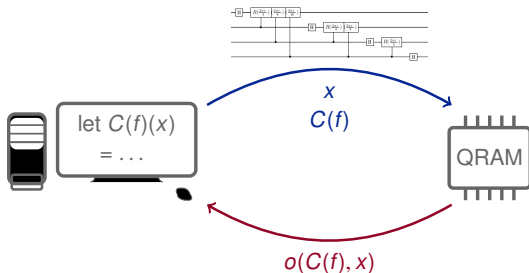 H
H
H
H
let C(f)(x)
= ...
x
C(f)
QRAM
o(C(f), x)